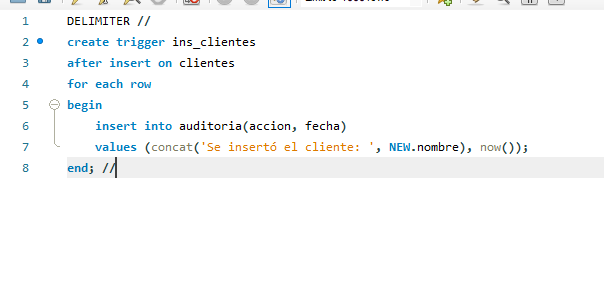 1 DELIMITER //
2 create trigger ins_clientes
3 after insert on clientes
4 for each row
5 begin
6 insert into auditoria(accion, fecha)
7 values (concat('Se insertó el cliente: ', NEW.nombre), now());
8 end; //